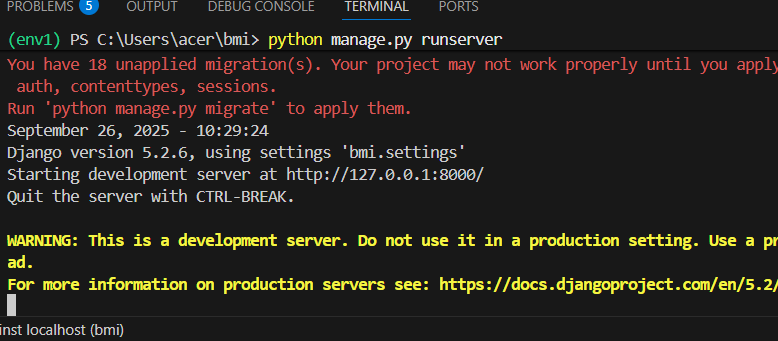 PROBLEMS 5 OUTPUT DEBUG CONSOLE TERMINAL PORTS
(env1) PS C:\Users\acer\bmi> python manage.py runserver
You have 18 unapplied migration(s). Your project may not work properly until you apply
auth, contenttypes, sessions.
Run 'python manage.py migrate' to apply them.
September 26, 2025 - 10:29:24
Django version 5.2.6, using settings 'bmi.settings'
Starting development server at http://127.0.0.1:8000/
Quit the server with CTRL-BREAK.
WARNING: This is a development server. Do not use it in a production setting. Use a pr
ad.
For more information on production servers see: https://docs.djangoproject.com/en/5.2/
inst localhost (bmi)